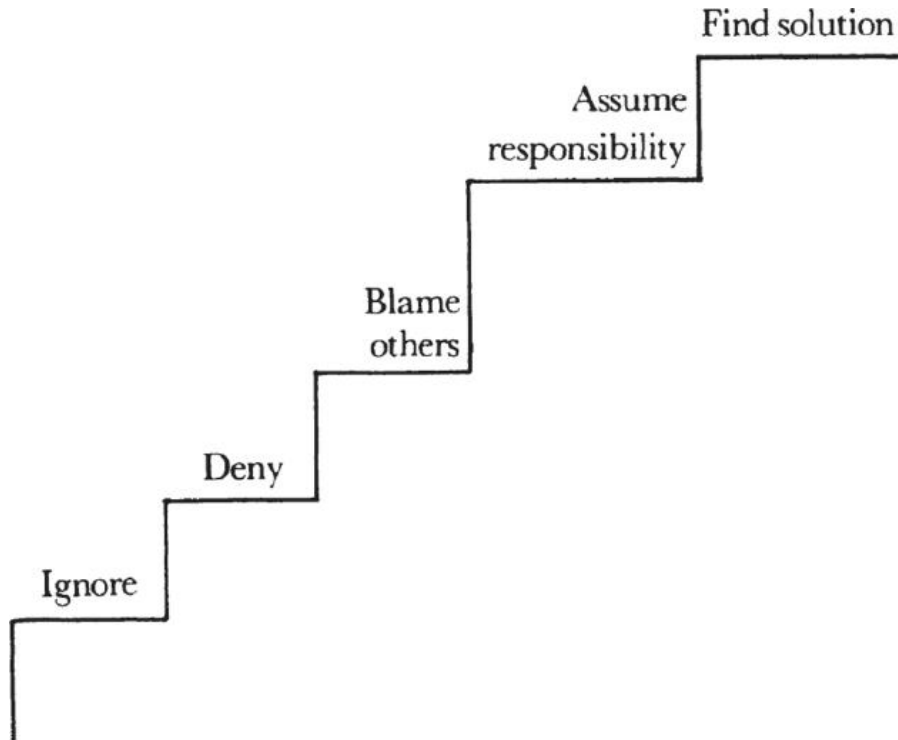 Find solution
Assume
responsibility
Blame
others
Deny
Ignore